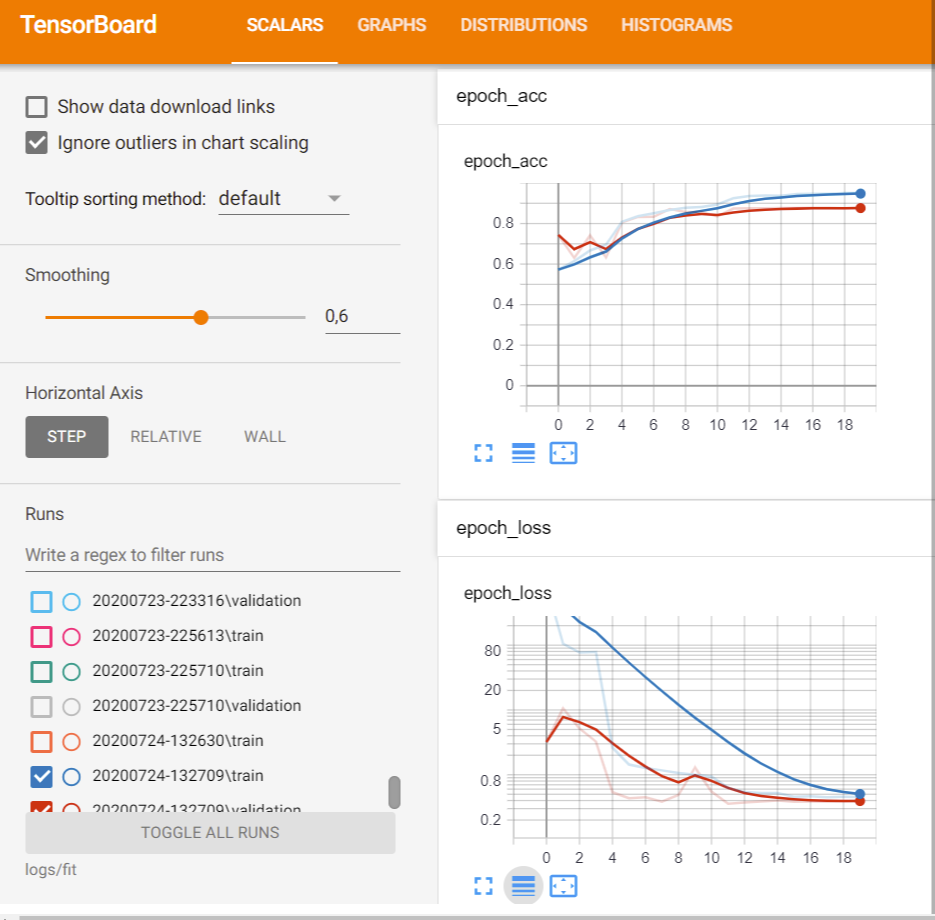 TensorBoard
SCALARS GRAPHS DISTRIBUTIONS HISTOGRAMS
Show data download links
Ignore outliers in chart scaling
Tooltip sorting method: default
Smoothing
0,6
Horizontal Axis
STEP RELATIVE WALL
Runs
Write a regex to filter runs
20200723-223316\validation
20200723-225613\train
20200723-225710\train
20200723-225710\validation
20200724-132630\train
20200724-132709\train
20200724-132709\validation
TOGGLE ALL RUNS
logs/fit
epoch_acc
epoch_acc
0.8
0.6
0.4
0.2
0
0 2 4 6 8 10 12 14 16 18
epoch_loss
epoch_loss
80
20
5
0.8
0.2
0 2 4 6 8 10 12 14 16 18